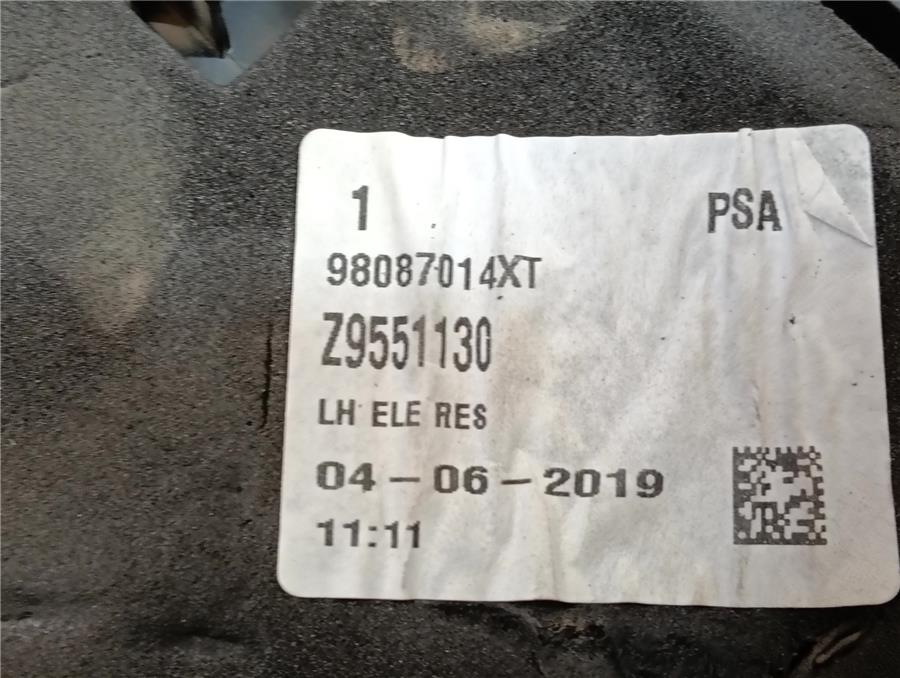 1 PSA
98087014XT
Z9551130
LH ELE RES
04-06-2019
11:11